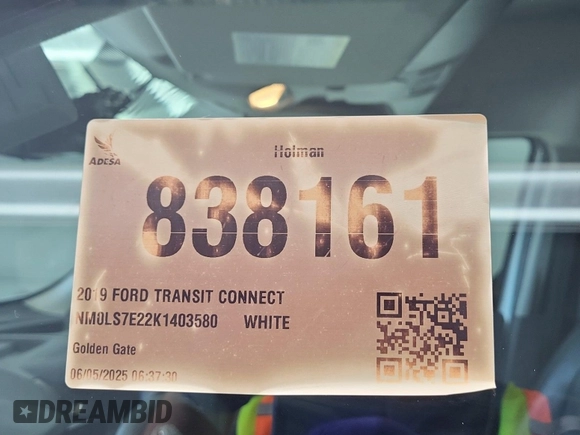 ADESA
Holman
838161
2019 FORD TRANSIT CONNECT
NM0LS7E22K1403580 WHITE
Golden Gate
06/05/2025 06:37:30
DREAMBID